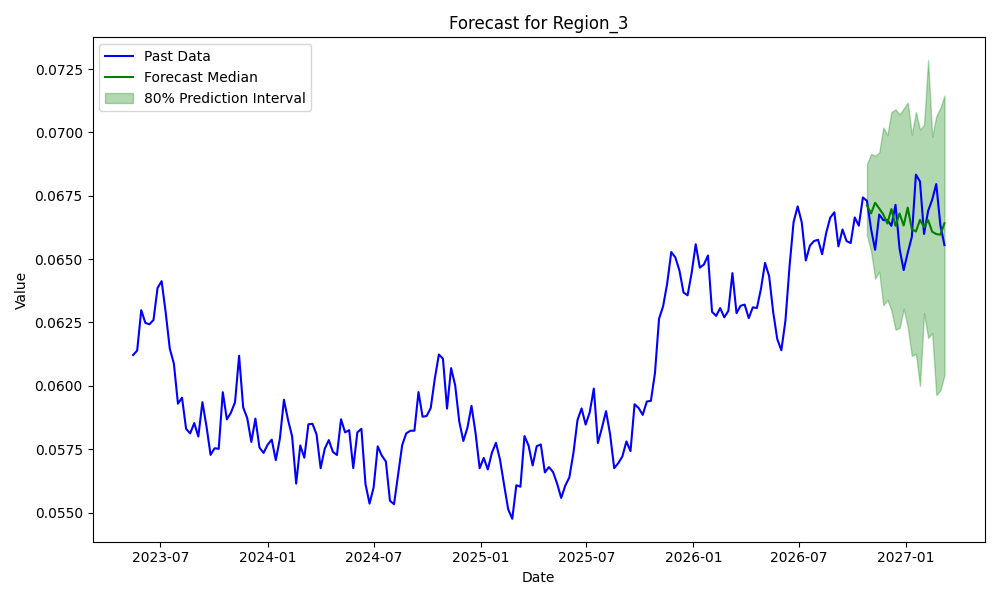 Forecast for Region_3
Past Data
Forecast Median
80% Prediction Interval
0.0725
0.0700
0.0675
0.0650
0.0625
0.0600
0.0575
0.0550
Value
2023-07
2024-01
2024-07
2025-01
2025-07
2026-01
2026-07
2027-01
Date